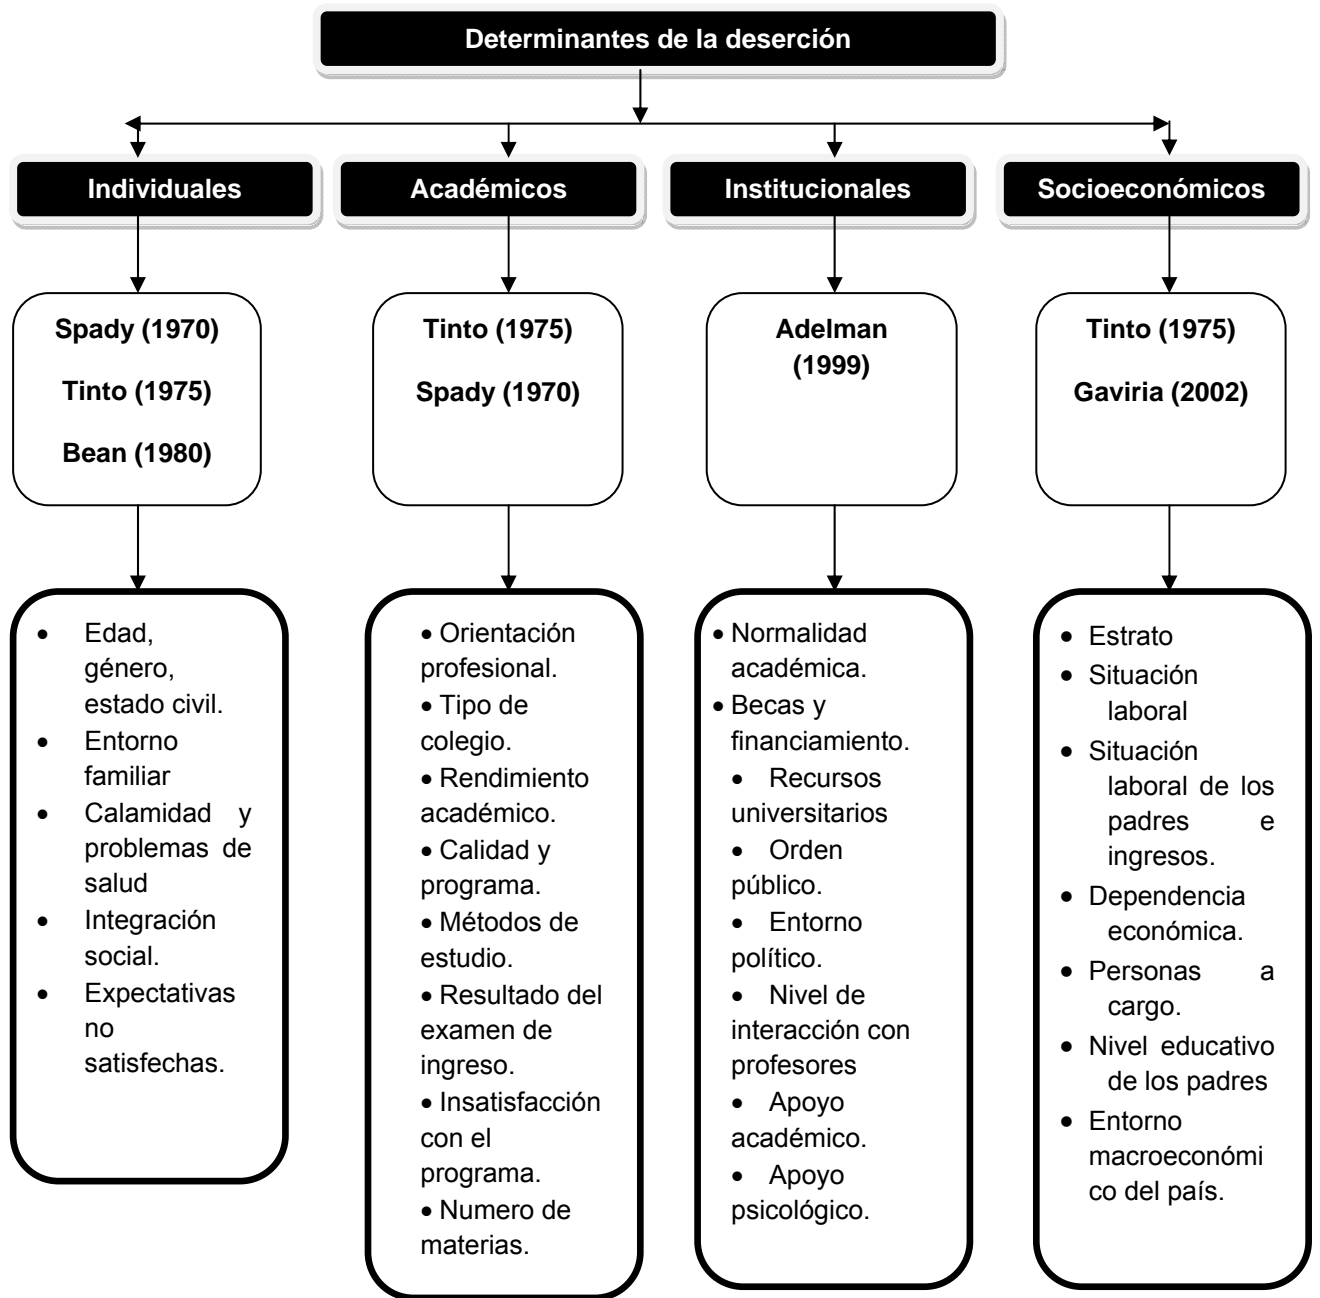 Determinantes de la deserción
Individuales
Académicos
Institucionales
Socioeconómicos
Spady (1970)
Tinto (1975)
Bean (1980)
Tinto (1975)
Spady (1970)
Adelman
(1999)
Tinto (1975)
Gaviria (2002)
• Edad,
género,
estado civil.
• Entorno
familiar
• Calamidad y
problemas de
salud
• Integración
social.
• Expectativas
no
satisfechas.
• Orientación
profesional.
• Tipo de
colegio.
• Rendimiento
académico.
• Calidad y
programa.
• Métodos de
estudio.
• Resultado del
examen de
ingreso.
• Insatisfacción
con el
programa.
• Numero de
materias.
• Normalidad
académica.
• Becas y
financiamiento.
• Recursos
universitarios
• Orden
público.
• Entorno
político.
• Nivel de
interacción con
profesores
• Apoyo
académico.
• Apoyo
psicológico.
• Estrato
• Situación
laboral
• Situación
laboral de los
padres e
ingresos.
• Dependencia
económica.
• Personas a
cargo.
• Nivel educativo
de los padres
• Entorno
macroeconómi
co del país.